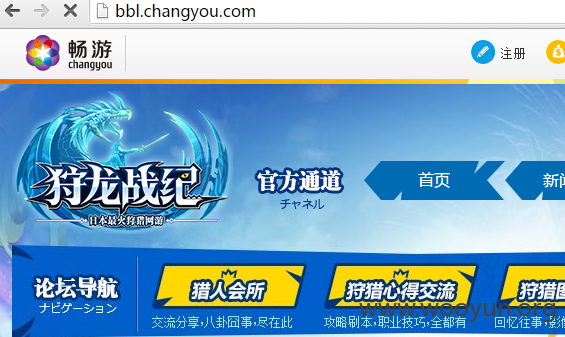 bbl.changyou.com
畅游
changyou
注册
狩龙战纪
日本最火狩猎网游
官方通道
チャネル
首页
新闻
论坛导航
ナビゲーション
猎人会所
狩猎心得交流
狩猎图
交流分享,八卦囧事,尽在此
攻略刷本,职业技巧,全都有
回忆往事,影像
www.wooyun.org